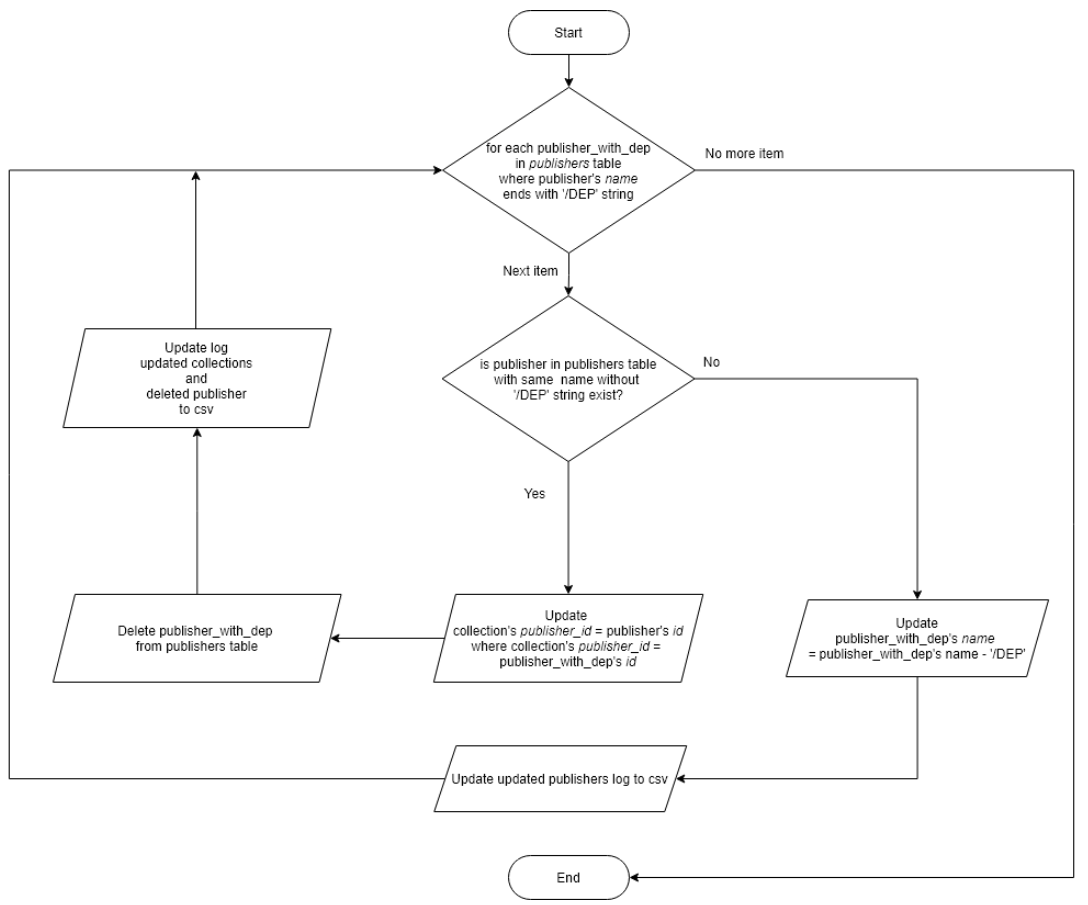 Start
for each publisher_with_dep
in publishers table
where publisher's name
ends with '/DEP' string
No more item
Next item
is publisher in publishers table
with same  name without
'/DEP' string exist?
No
Yes
Update log
updated collections
and
deleted publisher
to csv
Delete publisher_with_dep
from publishers table
Update
collection's publisher_id = publisher's id
where collection's publisher_id =
publisher_with_dep's id
Update
publisher_with_dep's name
= publisher_with_dep's name - '/DEP'
Update updated publishers log to csv
End